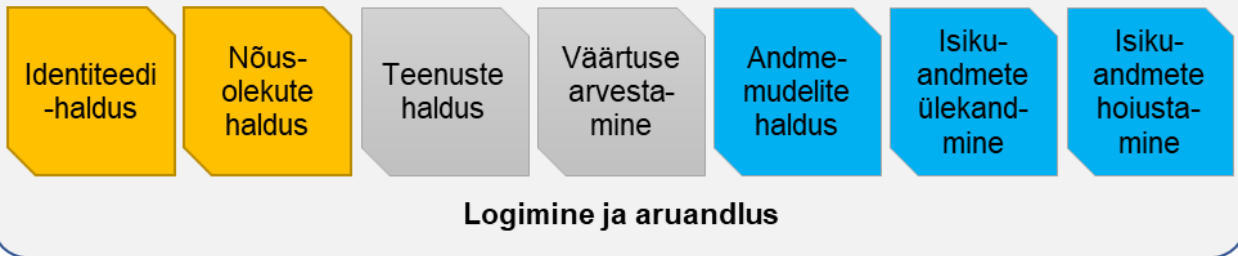 Identiteedi
-haldus
Nõus-
olekute
haldus
Teenuste
haldus
Väärtuse
arvesta-
mine
Andme-
mudelite
haldus
Isiku-
andmete
ülekand-
mine
Isiku-
andmete
hoiusta-
mine
Logimine ja aruandlus